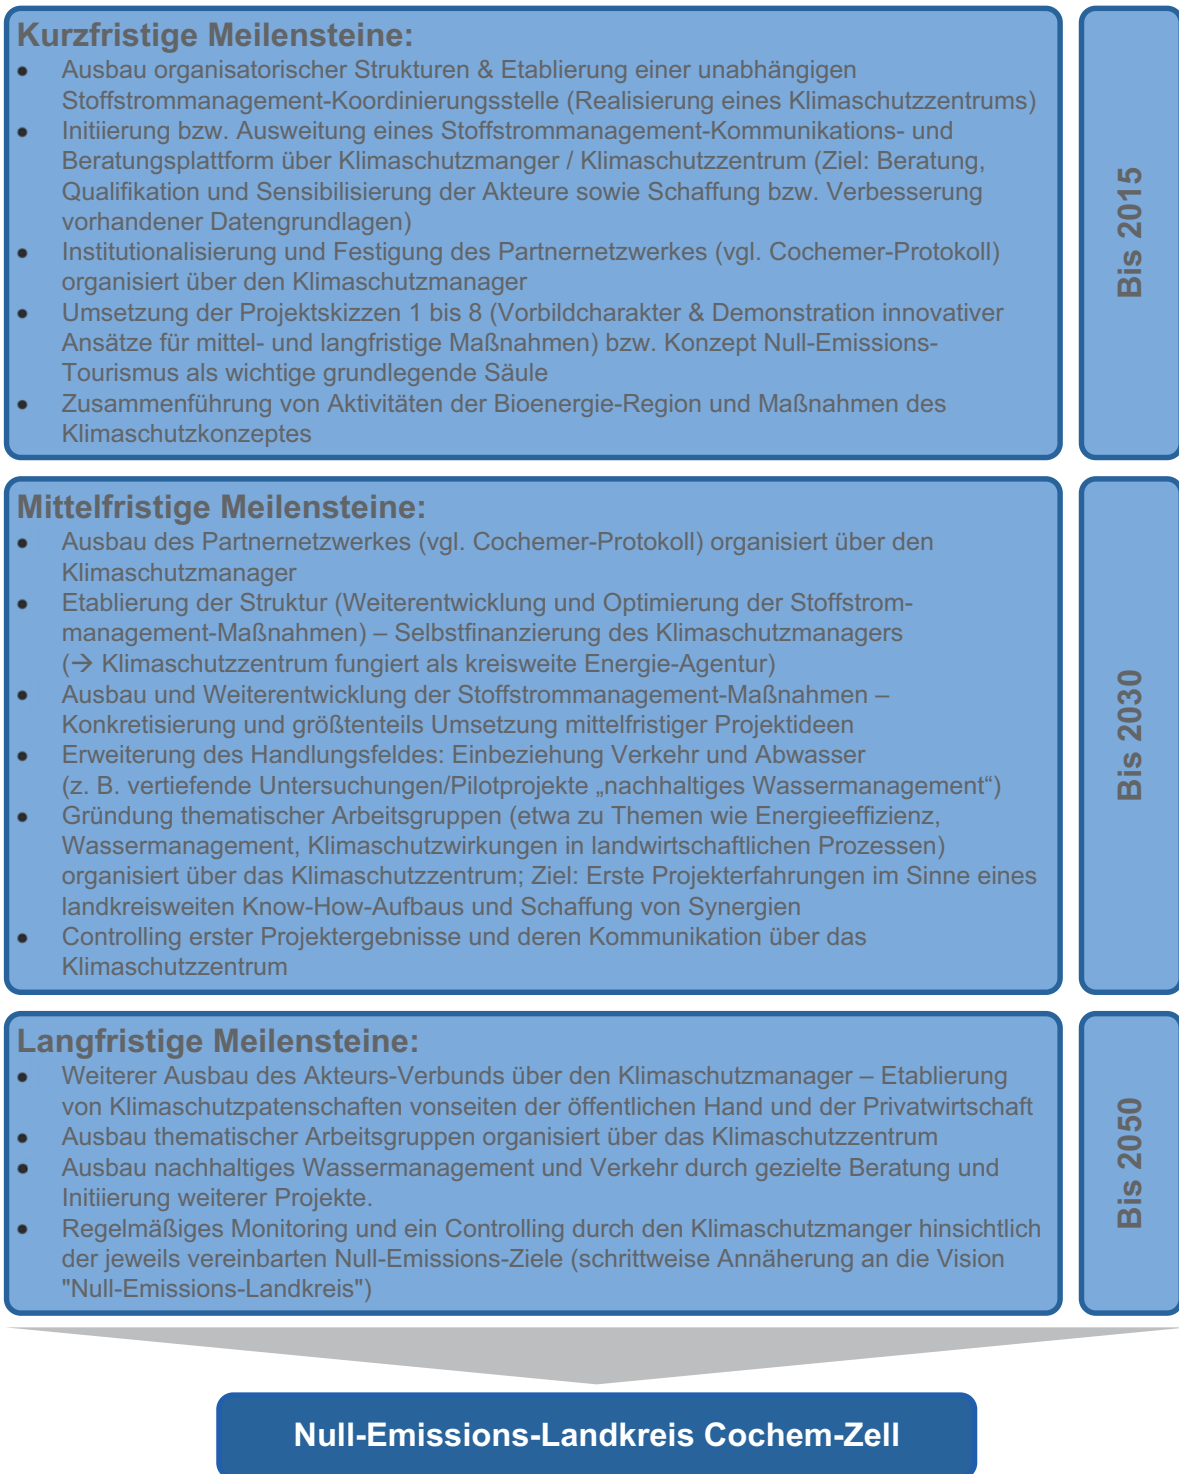 Kurzfristige Meilensteine:
• Ausbau organisatorischer Strukturen & Etablierung einer unabhängigen
Stoffstrommanagement-Koordinierungsstelle (Realisierung eines Klimaschutzzentrums)
• Initiierung bzw. Ausweitung eines Stoffstrommanagement-Kommunikations- und
Beratungsplattform über Klimaschutzmanger / Klimaschutzzentrum (Ziel: Beratung,
Qualifikation und Sensibilisierung der Akteure sowie Schaffung bzw. Verbesserung
vorhandener Datengrundlagen)
• Institutionalisierung und Festigung des Partnernetzwerkes (vgl. Cochemer-Protokoll)
organisiert über den Klimaschutzmanager
• Umsetzung der Projektskizzen 1 bis 8 (Vorbildcharakter & Demonstration innovativer
Ansätze für mittel- und langfristige Maßnahmen) bzw. Konzept Null-Emissions-
Tourismus als wichtige grundlegende Säule
• Zusammenführung von Aktivitäten der Bioenergie-Region und Maßnahmen des
Klimaschutzkonzeptes
Bis 2015
Mittelfristige Meilensteine:
• Ausbau des Partnernetzwerkes (vgl. Cochemer-Protokoll) organisiert über den
Klimaschutzmanager
• Etablierung der Struktur (Weiterentwicklung und Optimierung der Stoffstrom-
management-Maßnahmen) – Selbstfinanzierung des Klimaschutzmanagers
(→ Klimaschutzzentrum fungiert als kreisweite Energie-Agentur)
• Ausbau und Weiterentwicklung der Stoffstrommanagement-Maßnahmen –
Konkretisierung und größtenteils Umsetzung mittelfristiger Projektideen
• Erweiterung des Handlungsfeldes: Einbeziehung Verkehr und Abwasser
(z. B. vertiefende Untersuchungen/Pilotprojekte „nachhaltiges Wassermanagement“)
• Gründung thematischer Arbeitsgruppen (etwa zu Themen wie Energieeffizienz,
Wassermanagement, Klimaschutzwirkungen in landwirtschaftlichen Prozessen)
organisiert über das Klimaschutzzentrum; Ziel: Erste Projekterfahrungen im Sinne eines
landkreisweiten Know-How-Aufbaus und Schaffung von Synergien
• Controlling erster Projektergebnisse und deren Kommunikation über das
Klimaschutzzentrum
Bis 2030
Langfristige Meilensteine:
• Weiterer Ausbau des Akteurs-Verbunds über den Klimaschutzmanager – Etablierung
von Klimaschutzpatenschaften vonseiten der öffentlichen Hand und der Privatwirtschaft
• Ausbau thematischer Arbeitsgruppen organisiert über das Klimaschutzzentrum
• Ausbau nachhaltiges Wassermanagement und Verkehr durch gezielte Beratung und
Initiierung weiterer Projekte.
• Regelmäßiges Monitoring und ein Controlling durch den Klimaschutzmanger hinsichtlich
der jeweils vereinbarten Null-Emissions-Ziele (schrittweise Annäherung an die Vision
"Null-Emissions-Landkreis")
Bis 2050
Null-Emissions-Landkreis Cochem-Zell